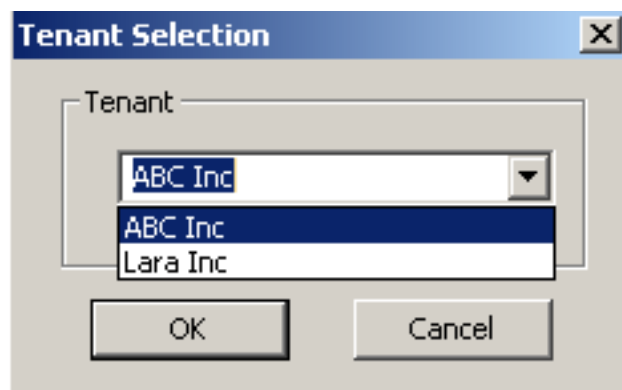 Tenant Selection
Tenant
ABC Inc
ABC Inc
Lara Inc
OK Cancel